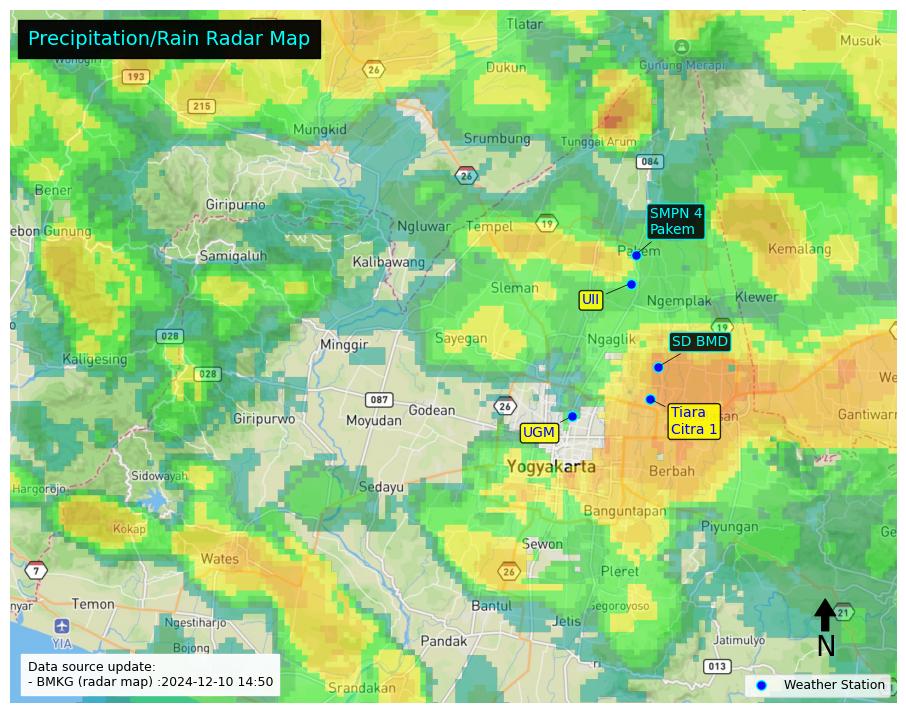 Precipitation/Rain Radar Map
Tlatar
Musuk
Gunung Merapi
Dukun
26
193
215
Mungkid
Srumbung
Tunggal Arum
084
26
Bener
Giripurno
SMPN 4
Pakem
ebon Gunung
Ngluwar
Tempel
19
Pakem
Kemalang
Samigaluh
Kalibawang
Sleman
UII
Ngemplak
Klewer
19
028
Minggir
Sayegan
Ngaglik
SD BMD
Kaligesing
028
We
087
Godean
26
Tiara
Citra 1
san
Gantiwarn
Giripurwo
Moyudan
UGM
Yogyakarta
Berbah
Sidowayah
Hargorojo
Sedayu
Banguntapan
Kokap
Piyungan
Ge
Wates
Sewon
7
26
Pleret
Temon
nyar
Bantul
Segoroyoso
21
Ngestiharjo
Jetis
YIA
Pandak
Jatimulyo
N
Bojong
ri
013
Data source update:
- BMKG (radar map) :2024-12-10 14:50
Srandakan
Weather Station